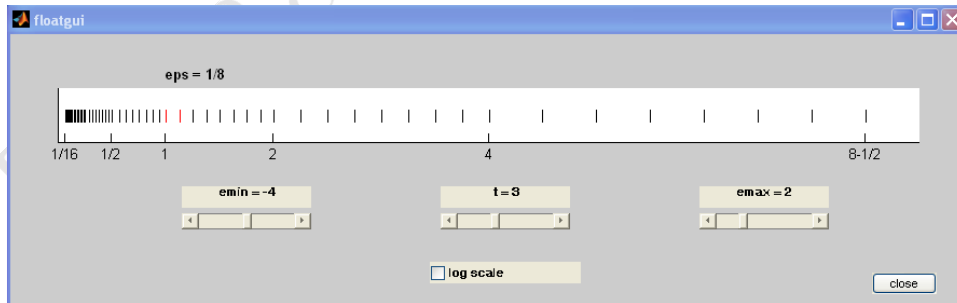 floatgui
eps = 1/8
1/16 1/2 1 2 4 8-1/2
emin = -4 t = 3 emax = 2
log scale
close